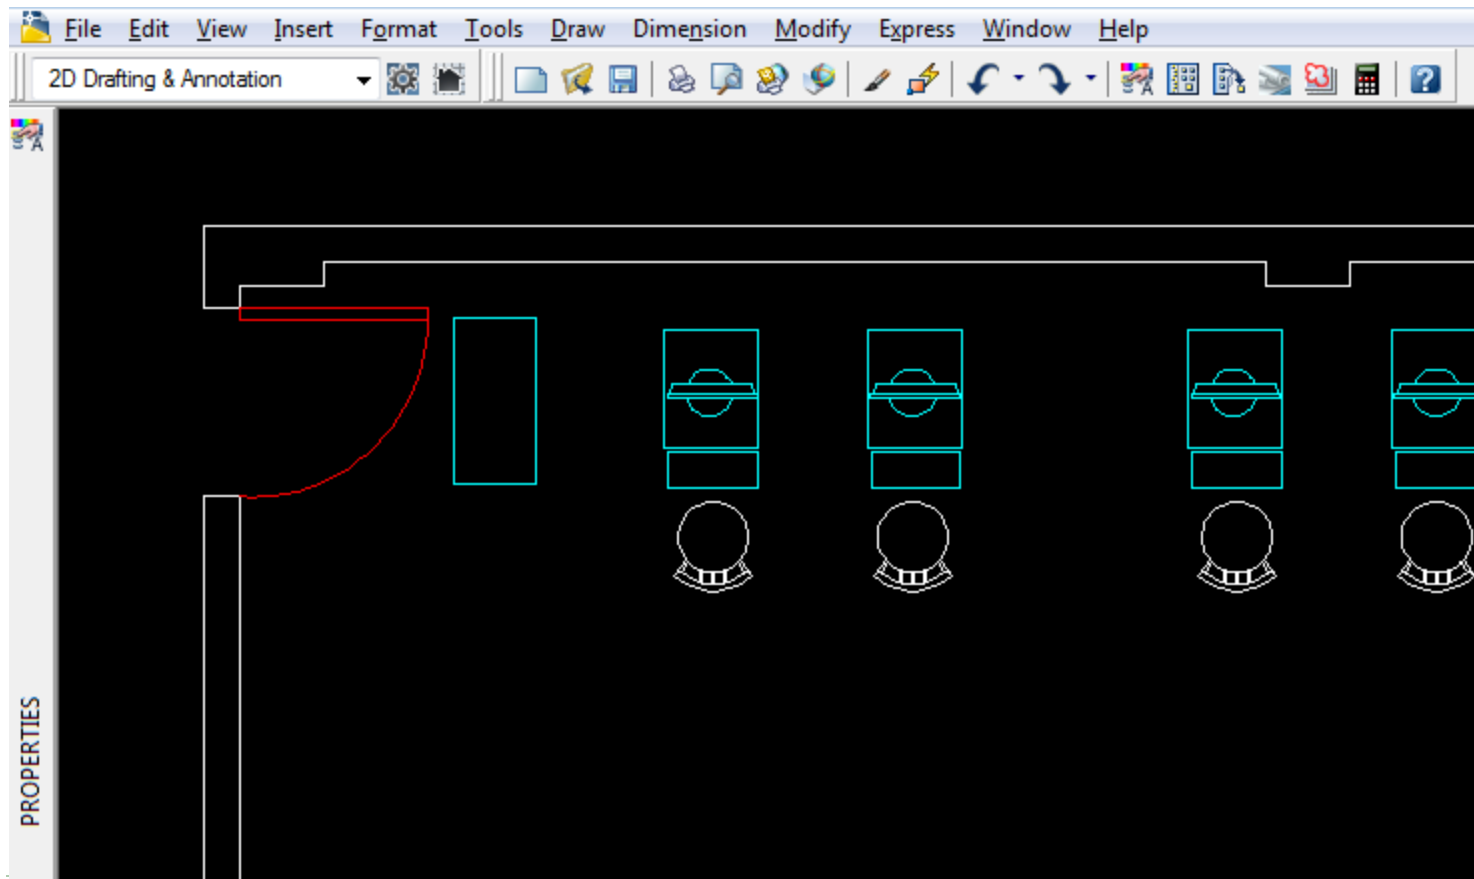 File Edit View Insert Format Tools Draw Dimension Modify Express Window Help
2D Drafting & Annotation
PROPERTIES